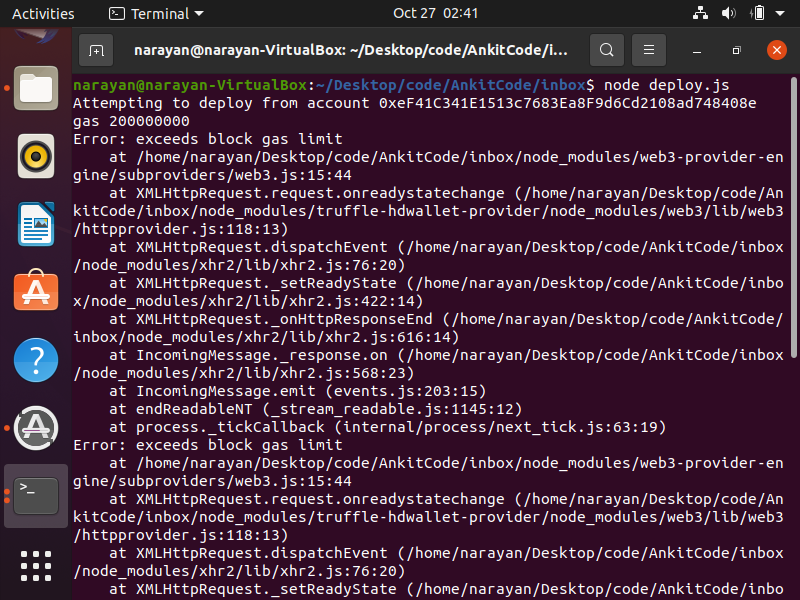 Activities Terminal Oct 27 02:41
narayan@narayan-VirtualBox: ~/Desktop/code/AnkitCode/i...
narayan@narayan-VirtualBox:~/Desktop/code/AnkitCode/inbox$ node deploy.js
Attempting to deploy from account 0xeF41C341E1513c7683Ea8F9d6Cd2108ad748408e
gas 200000000
Error: exceeds block gas limit
    at /home/narayan/Desktop/code/AnkitCode/inbox/node_modules/web3-provider-en
gine/subproviders/web3.js:15:44
    at XMLHttpRequest.request.onreadystatechange (/home/narayan/Desktop/code/An
kitCode/inbox/node_modules/truffle-hdwallet-provider/node_modules/web3/lib/web3
/httpprovider.js:118:13)
    at XMLHttpRequest.dispatchEvent (/home/narayan/Desktop/code/AnkitCode/inbox
/node_modules/xhr2/lib/xhr2.js:76:20)
    at XMLHttpRequest._setReadyState (/home/narayan/Desktop/code/AnkitCode/inbo
x/node_modules/xhr2/lib/xhr2.js:422:14)
    at XMLHttpRequest._onHttpResponseEnd (/home/narayan/Desktop/code/AnkitCode/
inbox/node_modules/xhr2/lib/xhr2.js:616:14)
    at IncomingMessage._response.on (/home/narayan/Desktop/code/AnkitCode/inbox
/node_modules/xhr2/lib/xhr2.js:568:23)
    at IncomingMessage.emit (events.js:203:15)
    at endReadableNT (_stream_readable.js:1145:12)
    at process._tickCallback (internal/process/next_tick.js:63:19)
Error: exceeds block gas limit
    at /home/narayan/Desktop/code/AnkitCode/inbox/node_modules/web3-provider-en
gine/subproviders/web3.js:15:44
    at XMLHttpRequest.request.onreadystatechange (/home/narayan/Desktop/code/An
kitCode/inbox/node_modules/truffle-hdwallet-provider/node_modules/web3/lib/web3
/httpprovider.js:118:13)
    at XMLHttpRequest.dispatchEvent (/home/narayan/Desktop/code/AnkitCode/inbox
/node_modules/xhr2/lib/xhr2.js:76:20)
    at XMLHttpRequest._setReadyState (/home/narayan/Desktop/code/AnkitCode/inbo